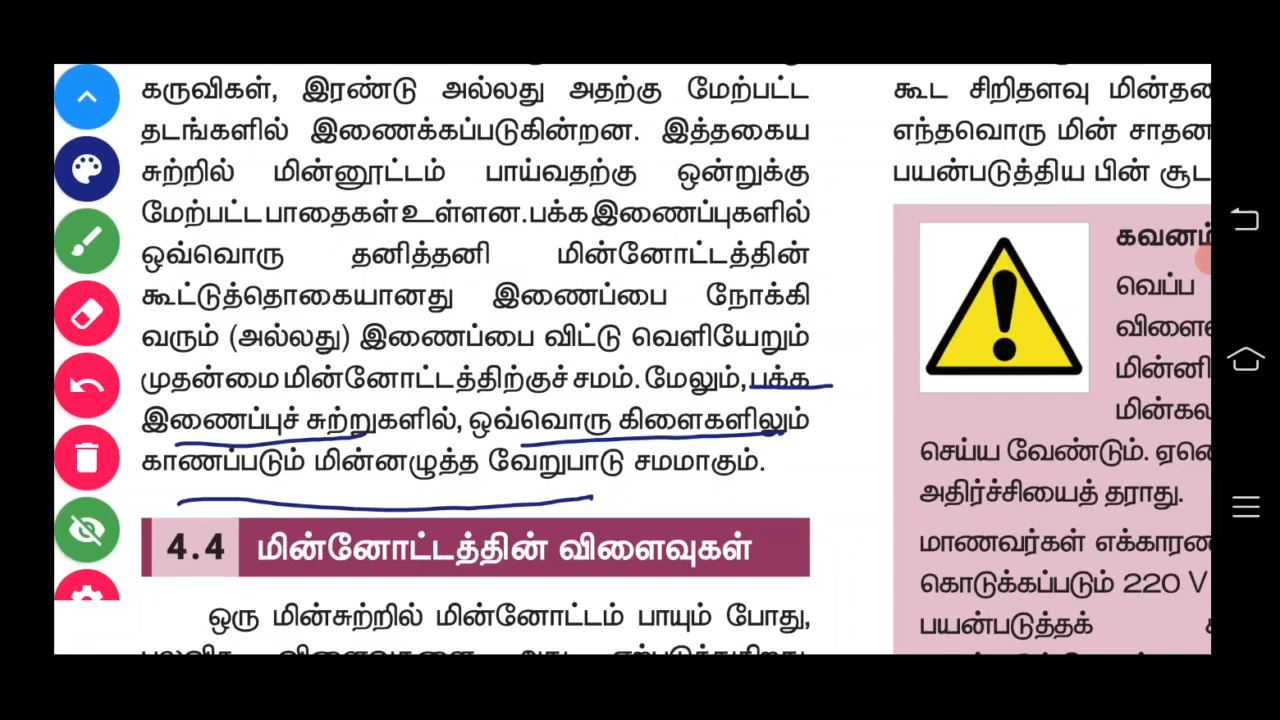 கருவிகள், இரண்டு அல்லது அதற்கு மேற்பட்ட
தடங்களில் இணைக்கப்படுகின்றன. இத்தகைய
சுற்றில் மின்னூட்டம் பாய்வதற்கு ஒன்றுக்கு
மேற்பட்ட பாதைகள் உள்ளன. பக்க இணைப்புகளில்
ஒவ்வொரு தனித்தனி மின்னோட்டத்தின்
கூட்டுத்தொகையானது இணைப்பை நோக்கி
வரும் (அல்லது) இணைப்பை விட்டு வெளியேறும்
முதன்மை மின்னோட்டத்திற்குச் சமம். மேலும், பக்க
இணைப்புச் சுற்றுகளில், ஒவ்வொரு கிளைகளிலும்
காணப்படும் மின்னழுத்த வேறுபாடு சமமாகும்.
4.4 மின்னோட்டத்தின் விளைவுகள்
ஒரு மின்சுற்றில் மின்னோட்டம் பாயும் போது,
கூட சிறிதளவு
எந்தவொரு மின்
பயன்படுத்திய பின்
கவனம்
வெப்ப
செய்ய வேண்டும்.
அதிர்ச்சியைத் தராது.
மாணவர்கள்
கொடுக்கப்படும் 220 V
பயன்படுத்தக்